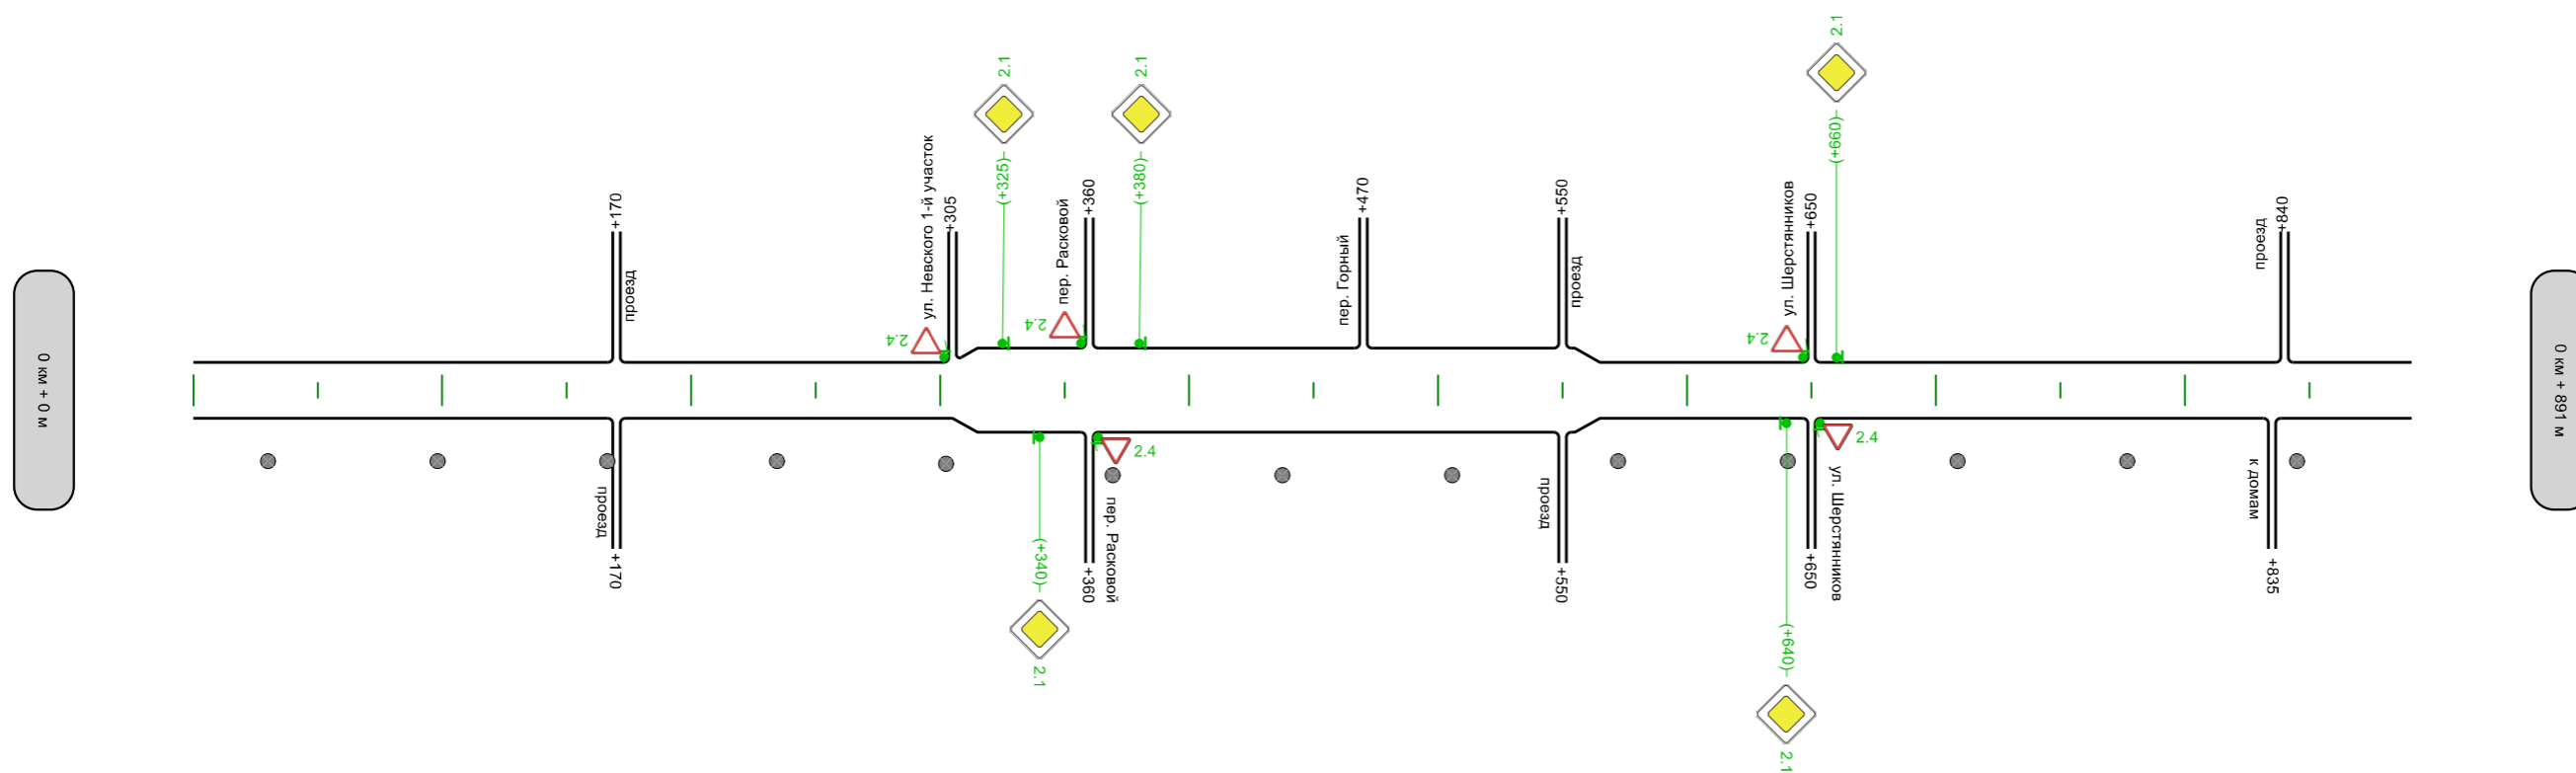 0 км + 0 м
+170
проезд
ул. Невского 1-й участок
+305
2.4
2.1
(+325)
пер. Расковой
+360
2.4
2.1
(+380)
пер. Горный
+470
+550
проезд
ул. Шерстянников
+650
2.4
2.1
(+660)
проезд
+840
проезд
+170
(+340)
2.1
+360
пер. Расковой
2.4
проезд
+550
(+640)
2.1
+650
ул. Шерстянников
2.4
к домам
+835
0 км + 891 м